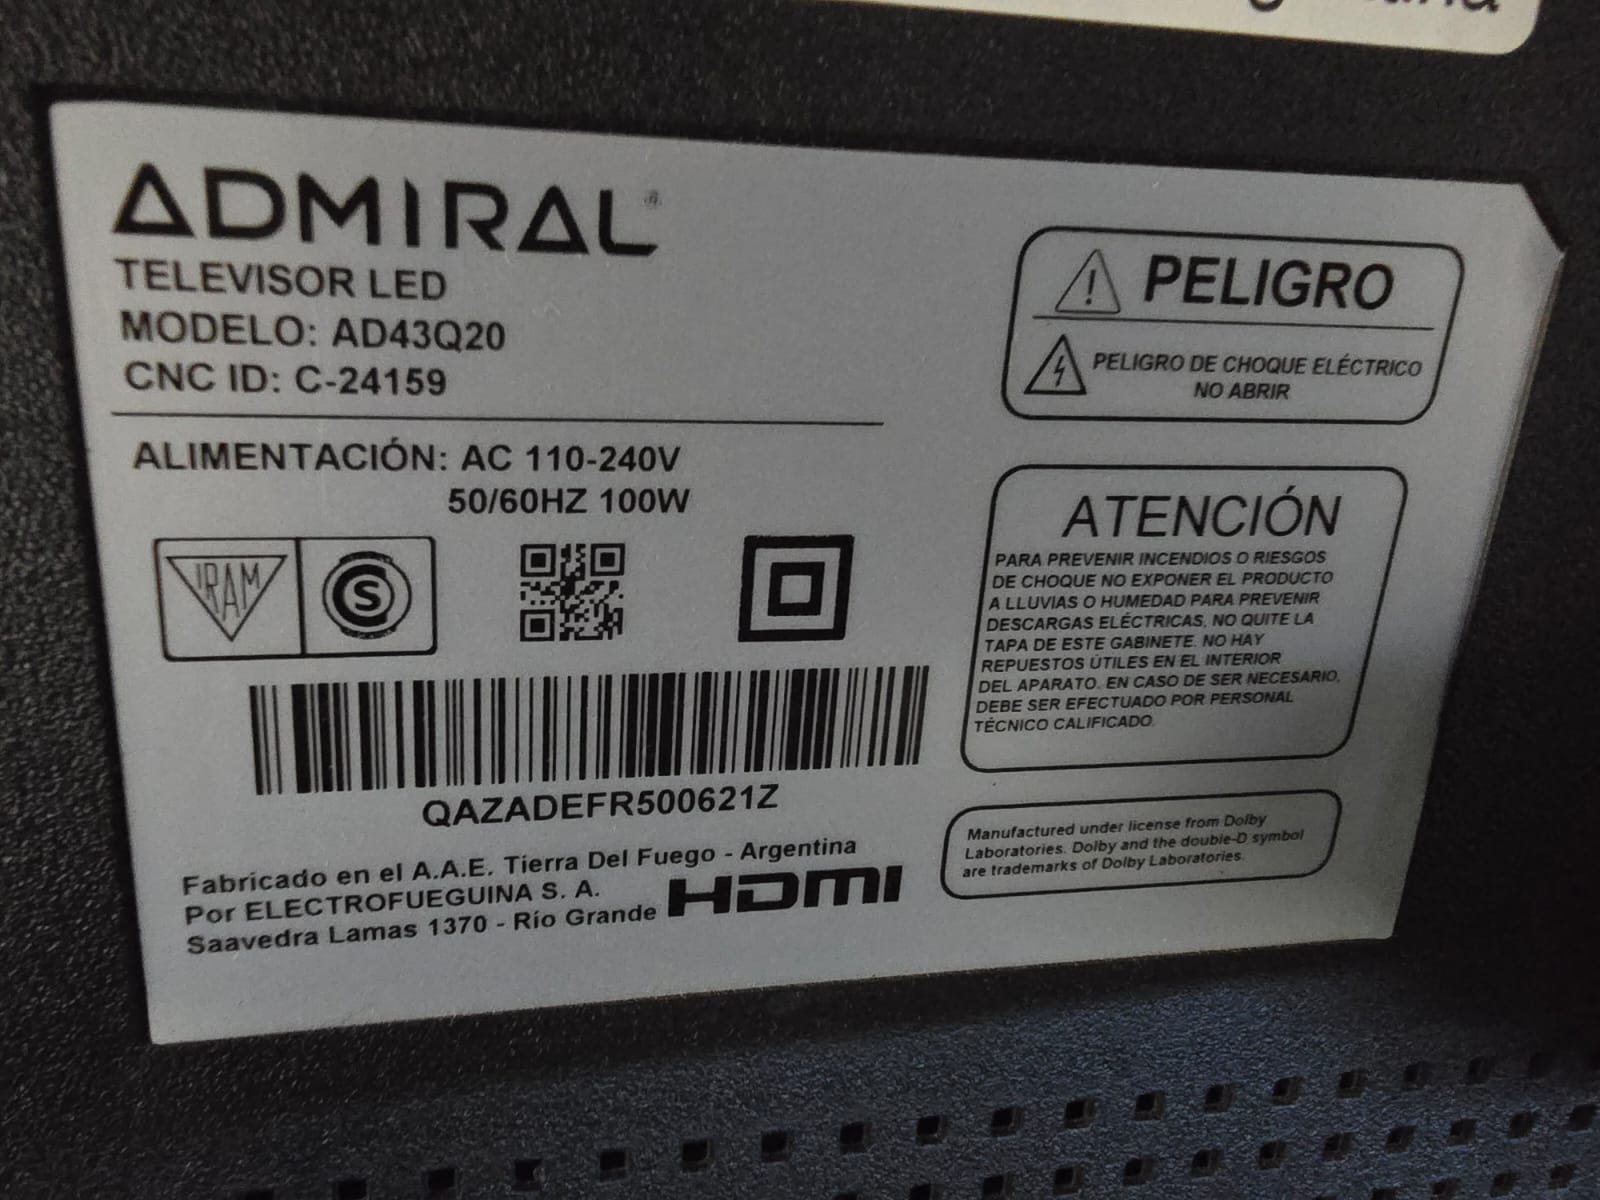 ADMIRAL
TELEVISOR LED
MODELO: AD43Q20
CNC ID: C-24159
ALIMENTACIÓN: AC 110-240V
50/60HZ 100W
IRAM
S
QAZADEFR500621Z
Fabricado en el A.A.E. Tierra Del Fuego - Argentina
Por ELECTROFUEGUINA S. A.
Saavedra Lamas 1370 - Río Grande
HDMI
PELIGRO
PELIGRO DE CHOQUE ELÉCTRICO
NO ABRIR
ATENCIÓN
PARA PREVENIR INCENDIOS O RIESGOS
DE CHOQUE NO EXPONER EL PRODUCTO
A LLUVIAS O HUMEDAD PARA PREVENIR
DESCARGAS ELÉCTRICAS, NO QUITE LA
TAPA DE ESTE GABINETE. NO HAY
REPUESTOS ÚTILES EN EL INTERIOR
DEL APARATO. EN CASO DE SER NECESARIO,
DEBE SER EFECTUADO POR PERSONAL
TÉCNICO CALIFICADO.
Manufactured under license from Dolby
Laboratories. Dolby and the double-D symbol
are trademarks of Dolby Laboratories.